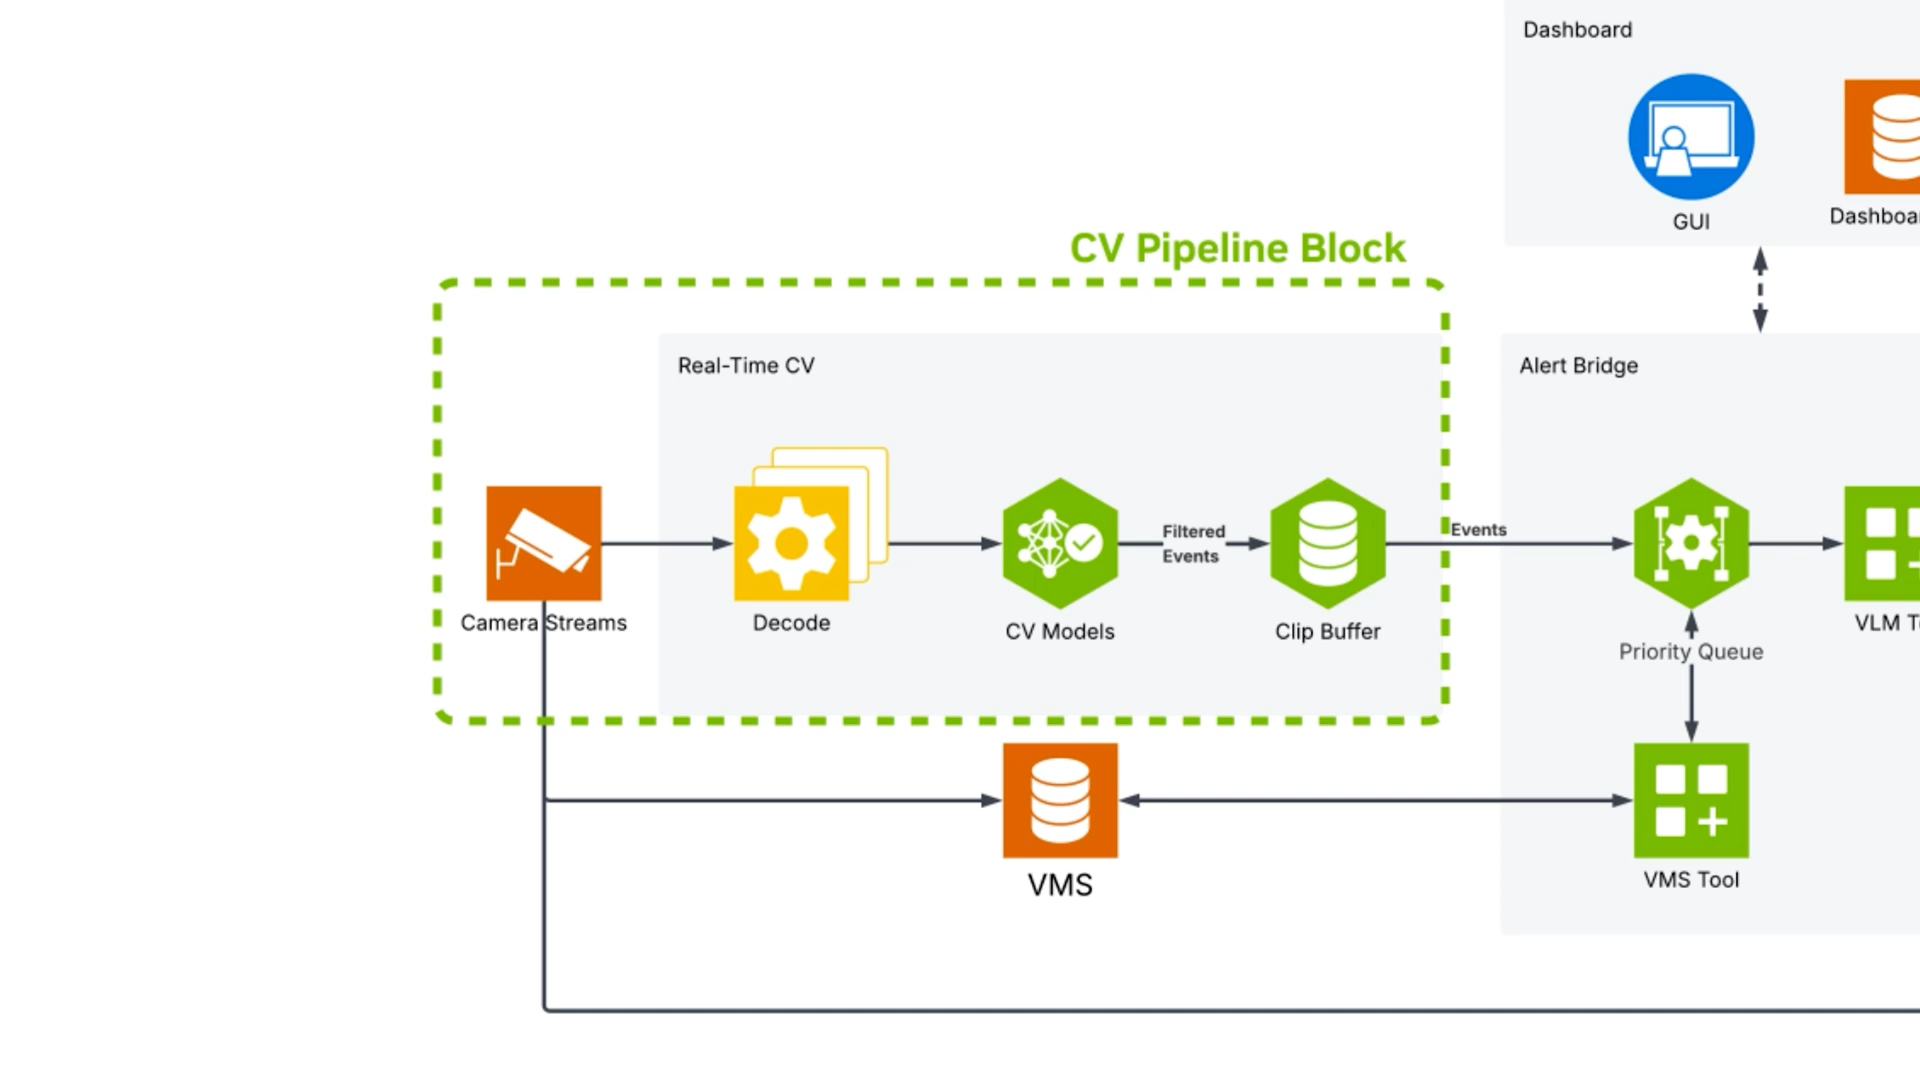 Dashboard
GUI
CV Pipeline Block
Real-Time CV
Alert Bridge
Filtered
Events
Events
Camera Streams
Decode
CV Models
Clip Buffer
Priority Queue
VLM
VMS
VMS Tool